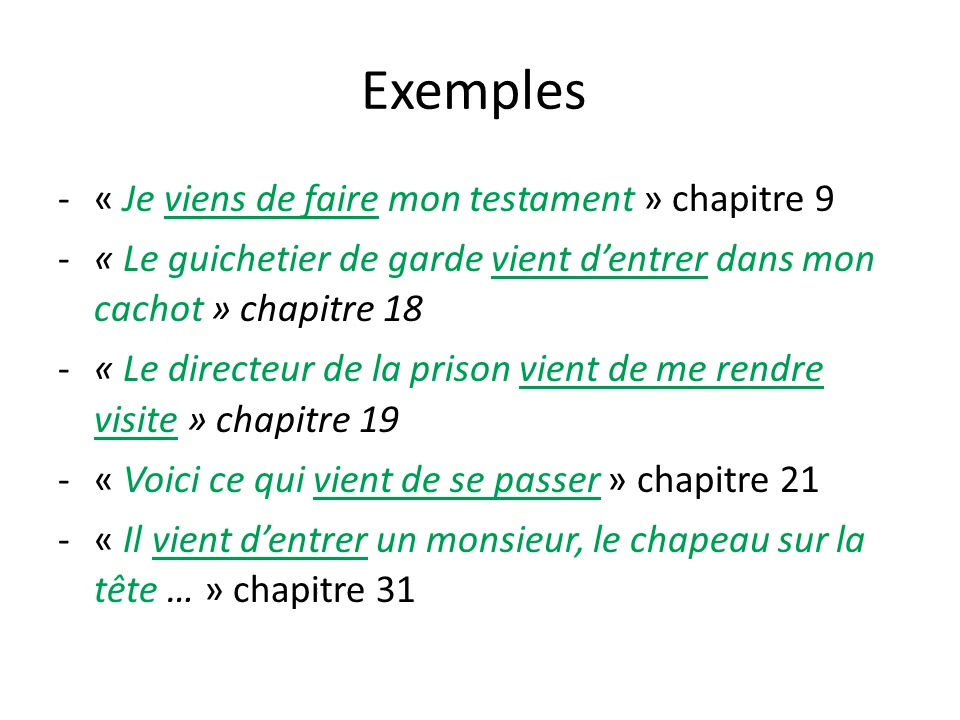 Exemples
- « Je viens de faire mon testament » chapitre 9
- « Le guichetier de garde vient d’entrer dans mon
cachot » chapitre 18
- « Le directeur de la prison vient de me rendre
visite » chapitre 19
- « Voici ce qui vient de se passer » chapitre 21
- « Il vient d’entrer un monsieur, le chapeau sur la
tête … » chapitre 31